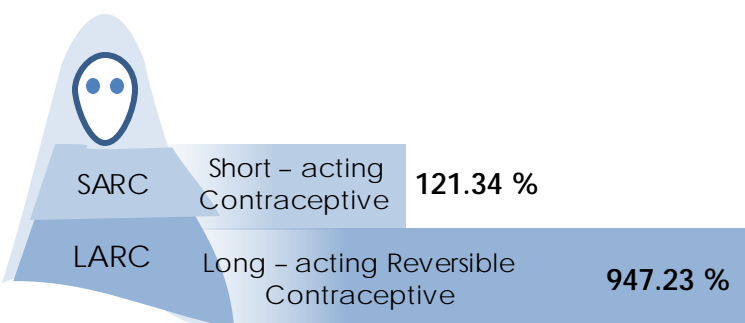 SARC
Short – acting
Contraceptive
121.34 %
LARC
Long – acting Reversible
Contraceptive
947.23 %